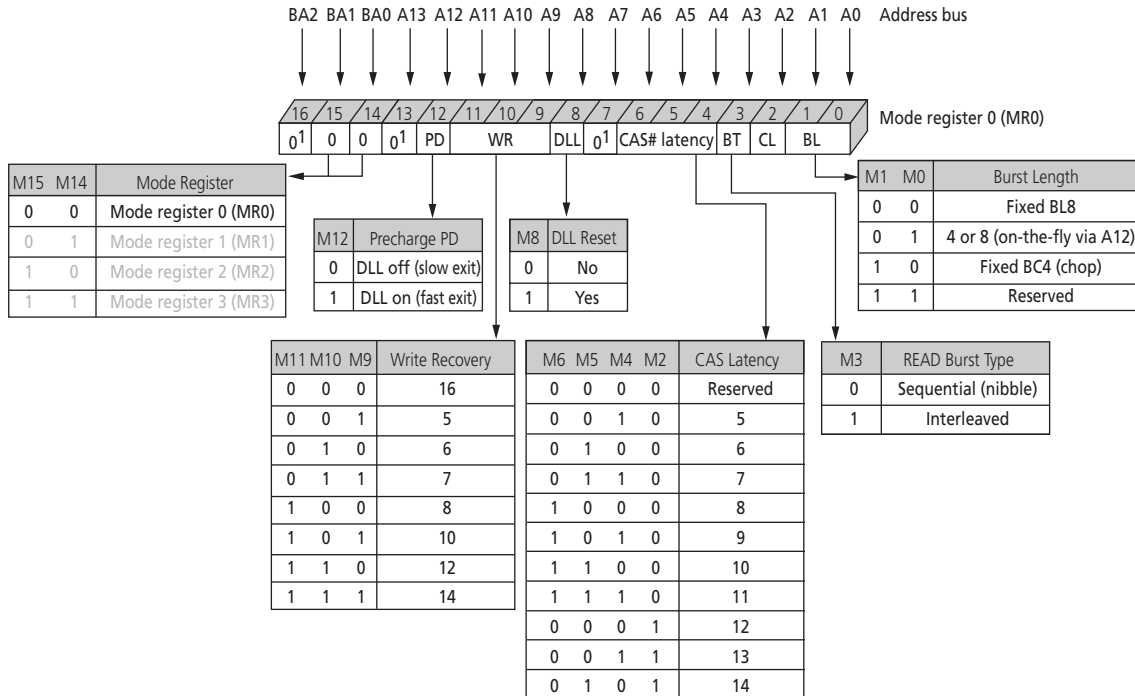 BA2 BA1 BA0 A13 A12 A11 A10 A9 A8 A7 A6 A5 A4 A3 A2 A1 A0 Address bus
16 15 14 13 12 11 10 9 8 7 6 5 4 3 2 1 0 Mode register 0 (MR0)
0¹ 0 0 0¹ PD WR DLL 0¹ CAS# latency BT CL BL
M15 M14 Mode Register
0 0 Mode register 0 (MR0)
0 1 Mode register 1 (MR1)
1 0 Mode register 2 (MR2)
1 1 Mode register 3 (MR3)
M12 Precharge PD
0 DLL off (slow exit)
1 DLL on (fast exit)
M8 DLL Reset
0 No
1 Yes
M1 M0 Burst Length
0 0 Fixed BL8
0 1 4 or 8 (on-the-fly via A12)
1 0 Fixed BC4 (chop)
1 1 Reserved
M11 M10 M9 Write Recovery
0 0 0 16
0 0 1 5
0 1 0 6
0 1 1 7
1 0 0 8
1 0 1 10
1 1 0 12
1 1 1 14
M6 M5 M4 M2 CAS Latency
0 0 0 0 Reserved
0 0 1 0 5
0 1 0 0 6
0 1 1 0 7
1 0 0 0 8
1 0 1 0 9
1 1 0 0 10
1 1 1 0 11
0 0 0 1 12
0 0 1 1 13
0 1 0 1 14
M3 READ Burst Type
0 Sequential (nibble)
1 Interleaved